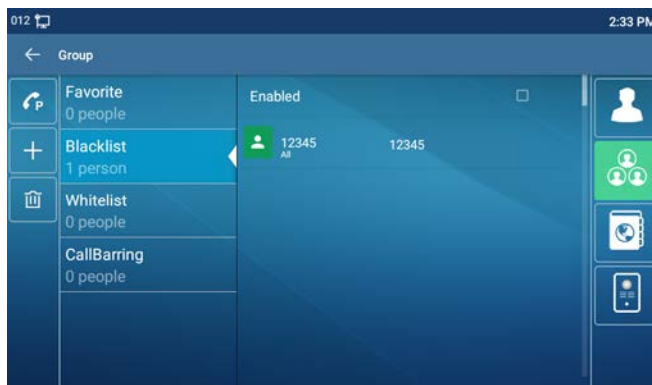 012
2:33 PM
Group
Favorite
0 people
Blacklist
1 person
Whitelist
0 people
CallBarring
0 people
Enabled
12345
All
12345
P